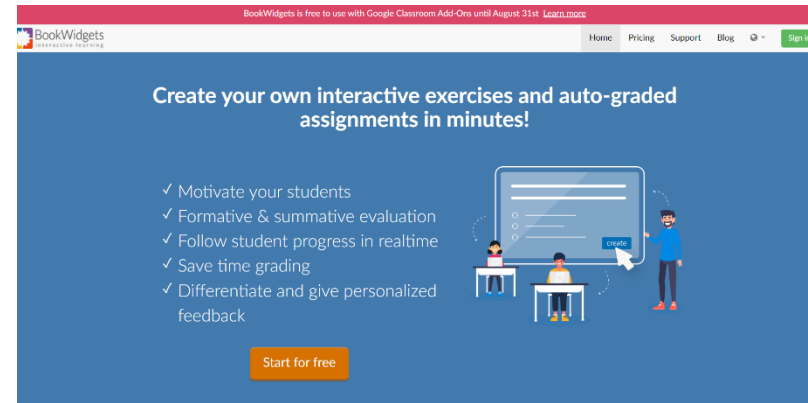 BookWidgets is free to use with Google Classroom Add-Ons until August 31st Learn more
BookWidgets
interactive learning
Home Pricing Support Blog Sign in
Create your own interactive exercises and auto-graded
assignments in minutes!
✓ Motivate your students
✓ Formative & summative evaluation
✓ Follow student progress in realtime
✓ Save time grading
✓ Differentiate and give personalized
feedback
create
Start for free